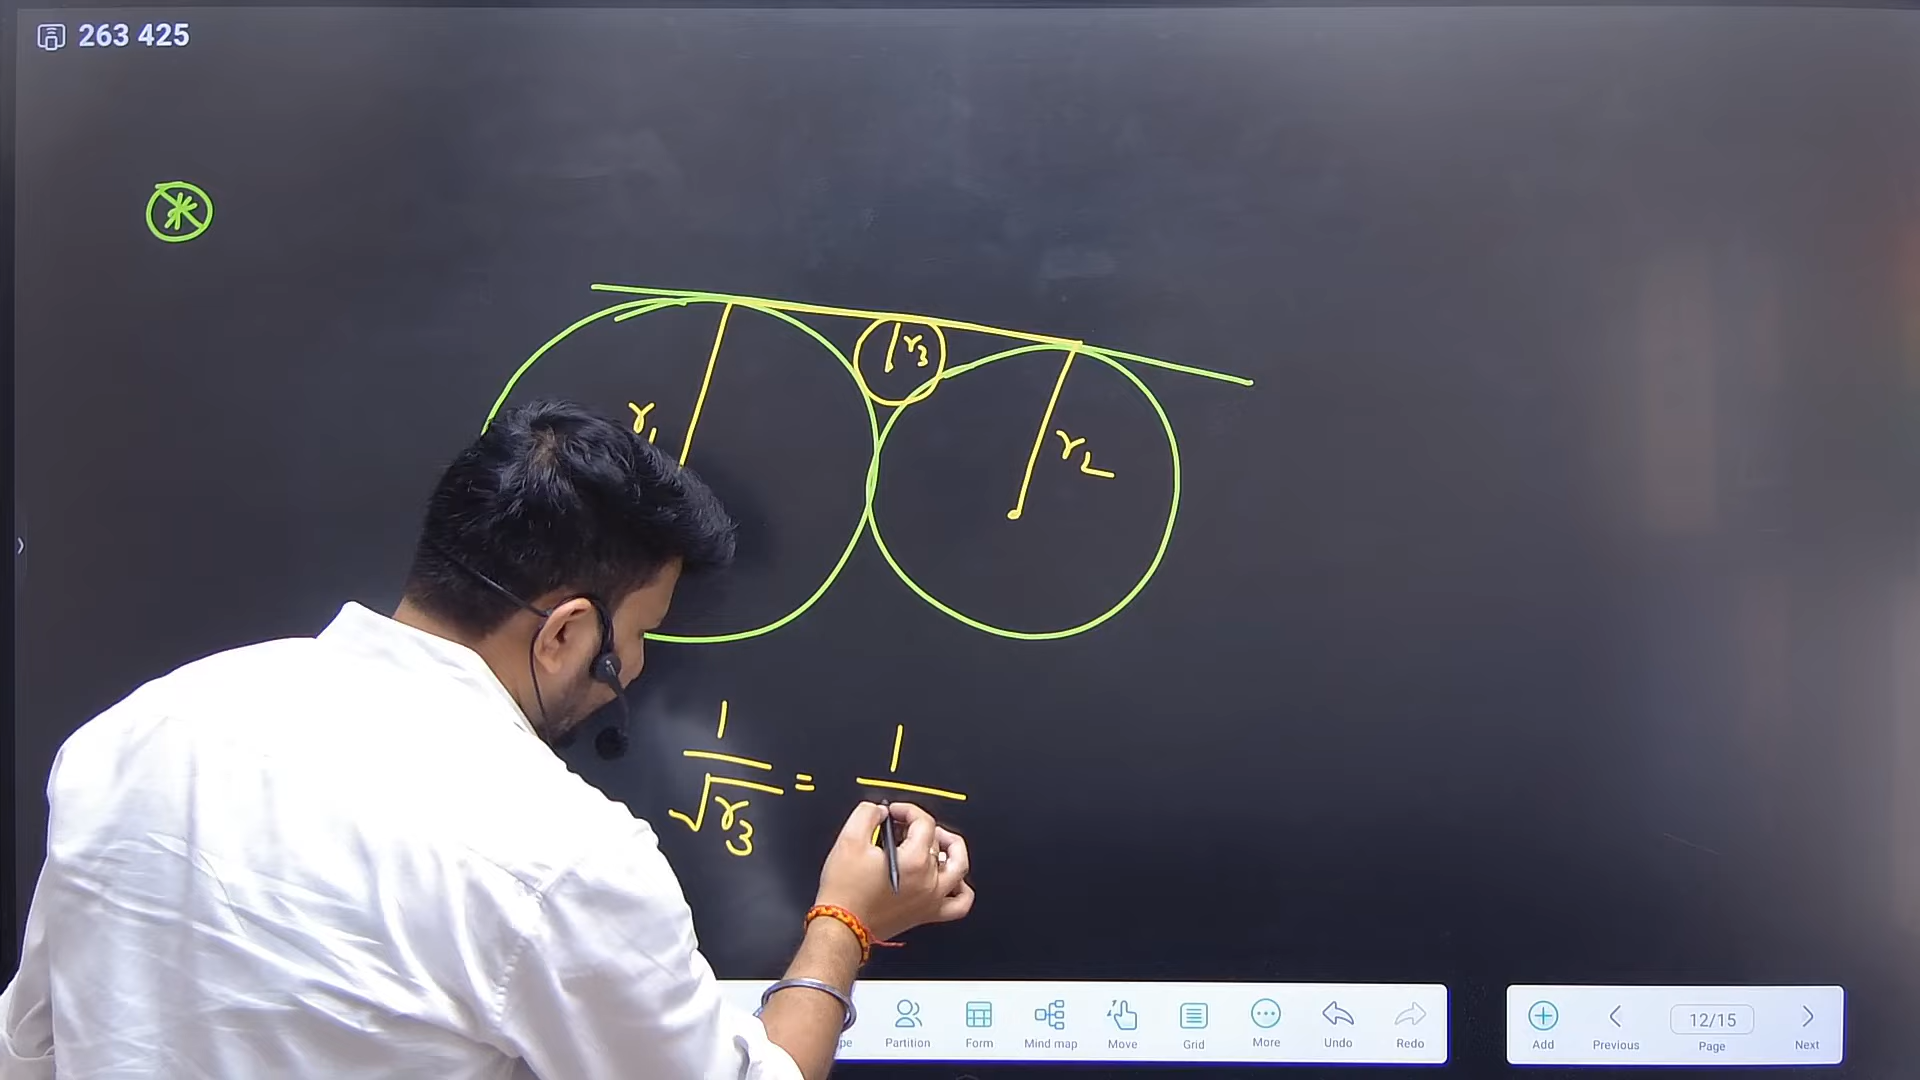 263 425
r₃
r₁
r₂
1/√r₃ = 1/
Partition Form Mind map Move Grid More Undo Redo
Add Previous 12/15 Page Next